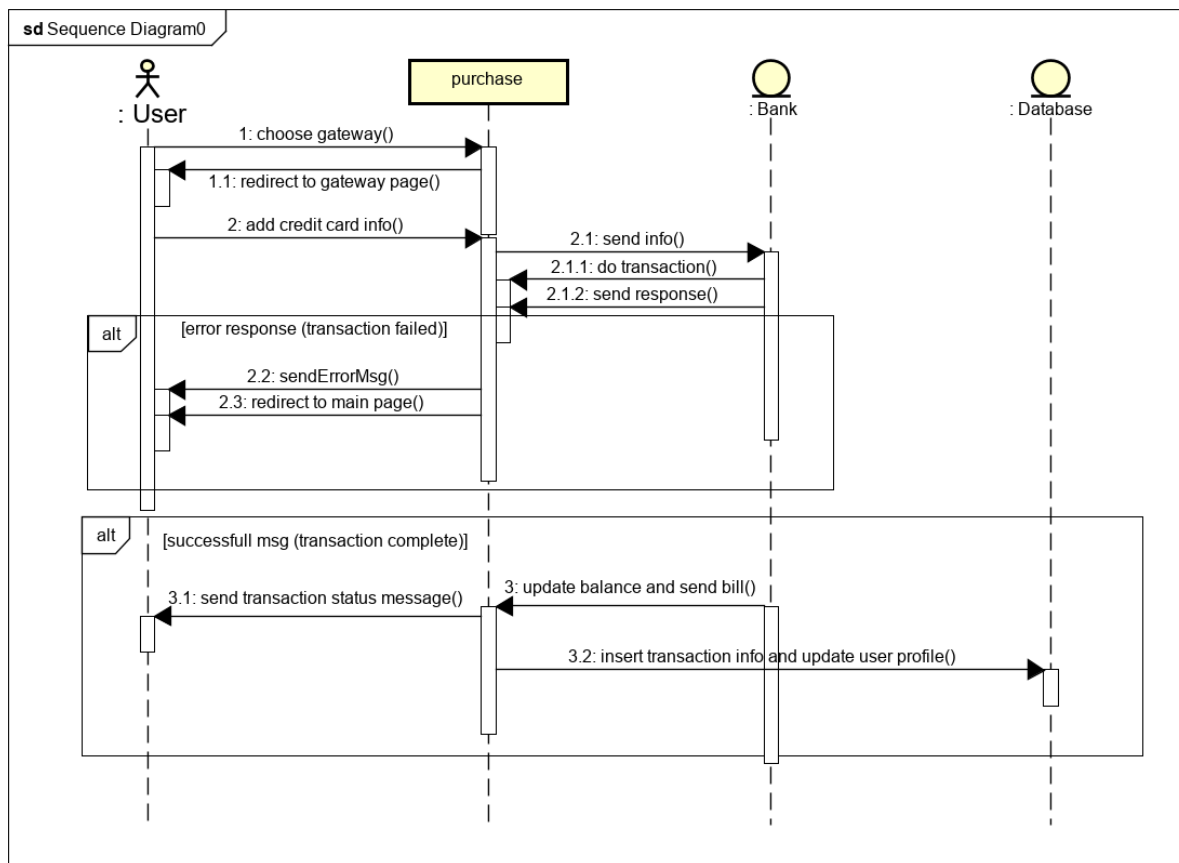 sd Sequence Diagram0
: User
purchase
: Bank
: Database
1: choose gateway()
1.1: redirect to gateway page()
2: add credit card info()
2.1: send info()
2.1.1: do transaction()
2.1.2: send response()
alt
[error response (transaction failed)]
2.2: sendErrorMsg()
2.3: redirect to main page()
alt
[successfull msg (transaction complete)]
3: update balance and send bill()
3.1: send transaction status message()
3.2: insert transaction info and update user profile()